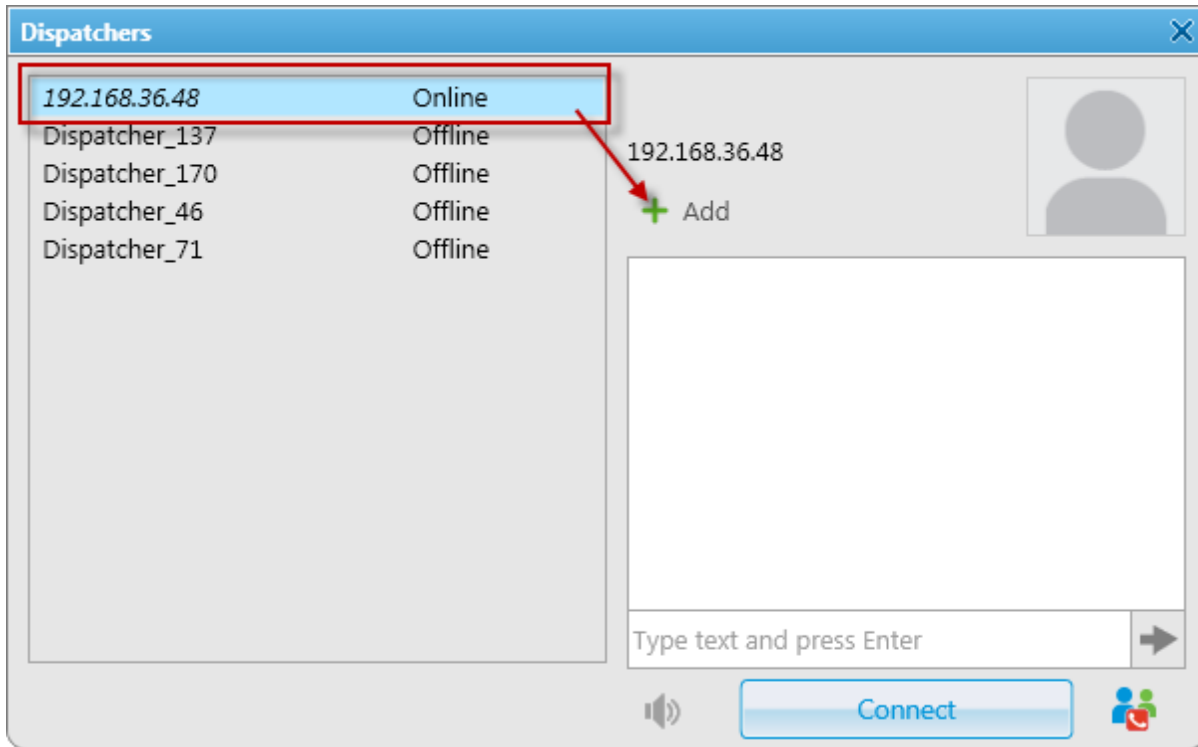 Dispatchers
192.168.36.48 Online
Dispatcher_137 Offline
Dispatcher_170 Offline
Dispatcher_46 Offline
Dispatcher_71 Offline
192.168.36.48
Add
Type text and press Enter
Connect